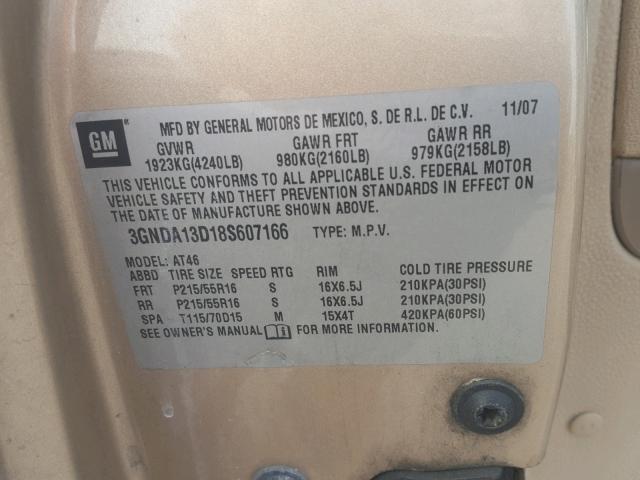 GM
MFD BY GENERAL MOTORS DE MEXICO, S. DE R.L. DE C.V. 11/07
GVWR GAWR FRT GAWR RR
1923KG(4240LB) 980KG(2160LB) 979KG(2158LB)
THIS VEHICLE CONFORMS TO ALL APPLICABLE U.S. FEDERAL MOTOR
VEHICLE SAFETY AND THEFT PREVENTION STANDARDS IN EFFECT ON
THE DATE OF MANUFACTURE SHOWN ABOVE.
3GNDA13D18S607166 TYPE: M.P.V.
MODEL: AT46
ABBD TIRE SIZE SPEED RTG RIM COLD TIRE PRESSURE
FRT P215/55R16 S 16X6.5J 210KPA(30PSI)
RR P215/55R16 S 16X6.5J 210KPA(30PSI)
SPA T115/70D15 M 15X4T 420KPA(60PSI)
SEE OWNER'S MANUAL FOR MORE INFORMATION.